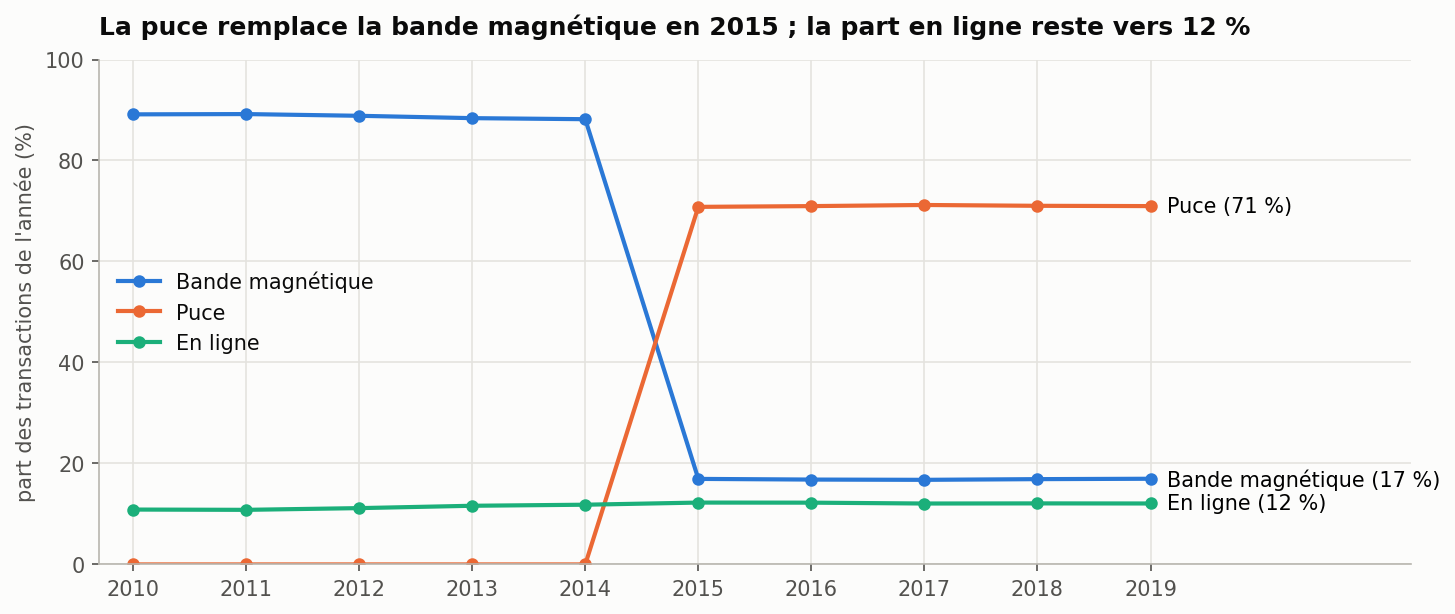 La puce remplace la bande magnétique en 2015 ; la part en ligne reste vers 12 %
part des transactions de l'année (%)
100
80
60
40
20
0
Bande magnétique
Puce
En ligne
Puce (71 %)
Bande magnétique (17 %)
En ligne (12 %)
2010 2011 2012 2013 2014 2015 2016 2017 2018 2019